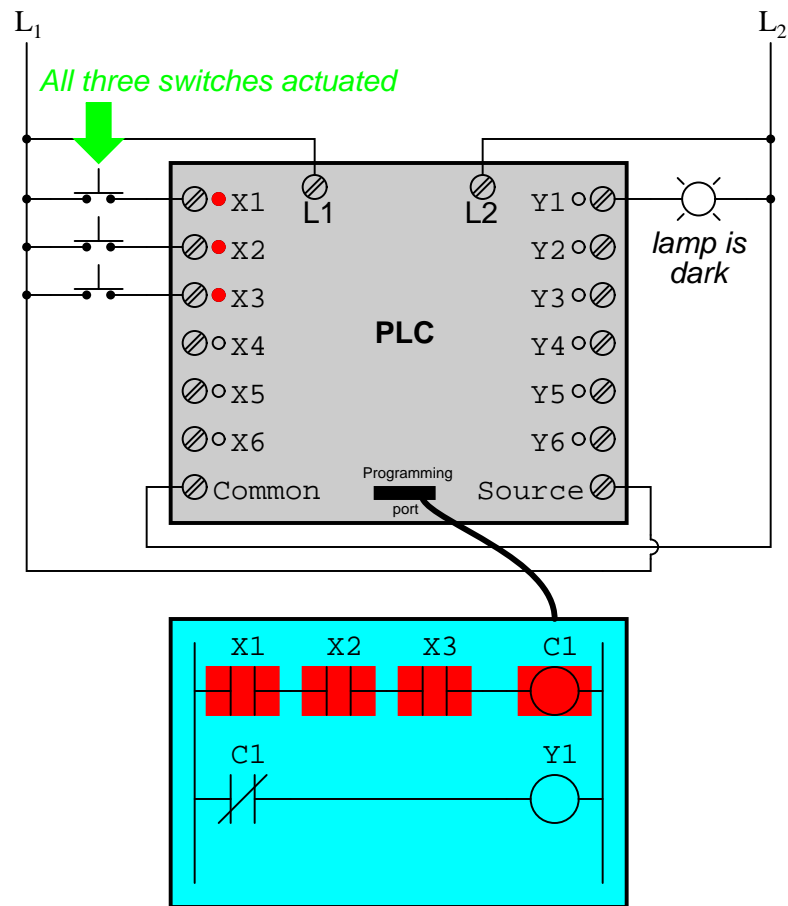 L1 L2
All three switches actuated
X1 L1 L2 Y1
X2 Y2
lamp is
dark
X3 Y3
PLC
X4 Y4
X5 Y5
X6 Y6
Common Programming Source
port
X1 X2 X3 C1
C1 Y1